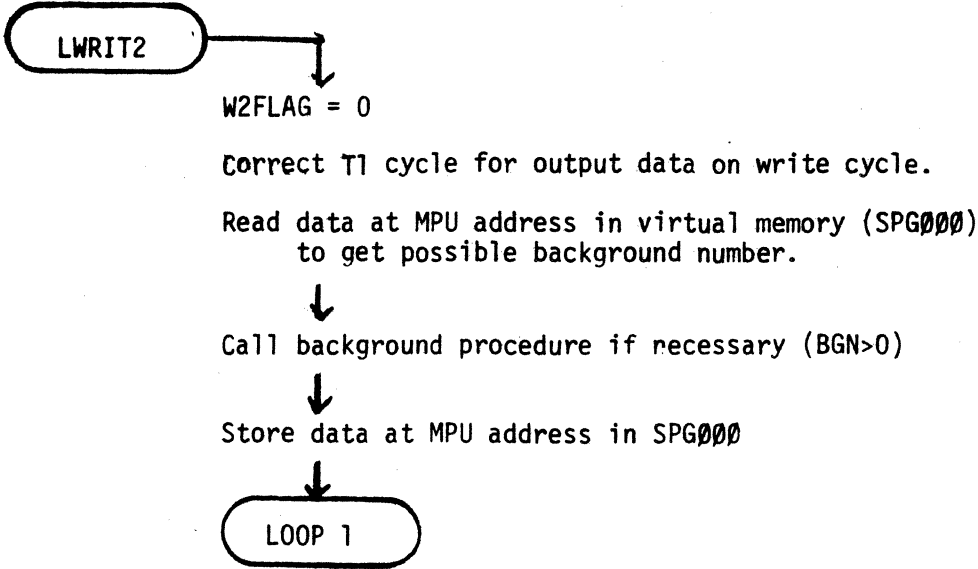 LWRIT2
W2FLAG = 0
Correct T1 cycle for output data on write cycle.
Read data at MPU address in virtual memory (SPGØØØ)
to get possible background number.
Call background procedure if necessary (BGN>0)
Store data at MPU address in SPGØØØ
LOOP 1